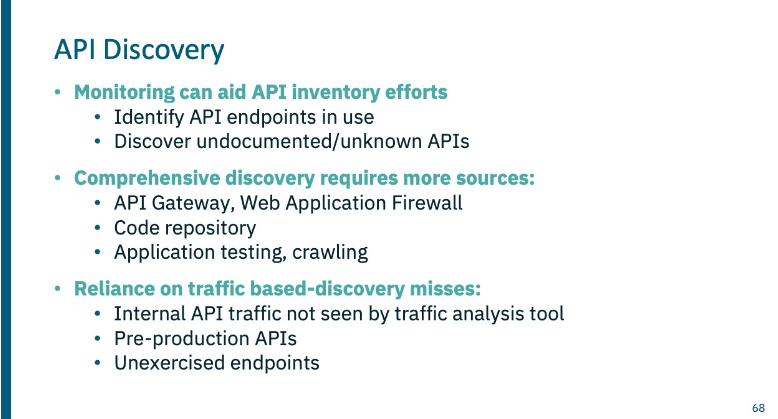 API Discovery
• Monitoring can aid API inventory efforts
• Identify API endpoints in use
• Discover undocumented/unknown APIs
• Comprehensive discovery requires more sources:
• API Gateway, Web Application Firewall
• Code repository
• Application testing, crawling
• Reliance on traffic based-discovery misses:
• Internal API traffic not seen by traffic analysis tool
• Pre-production APIs
• Unexercised endpoints
68